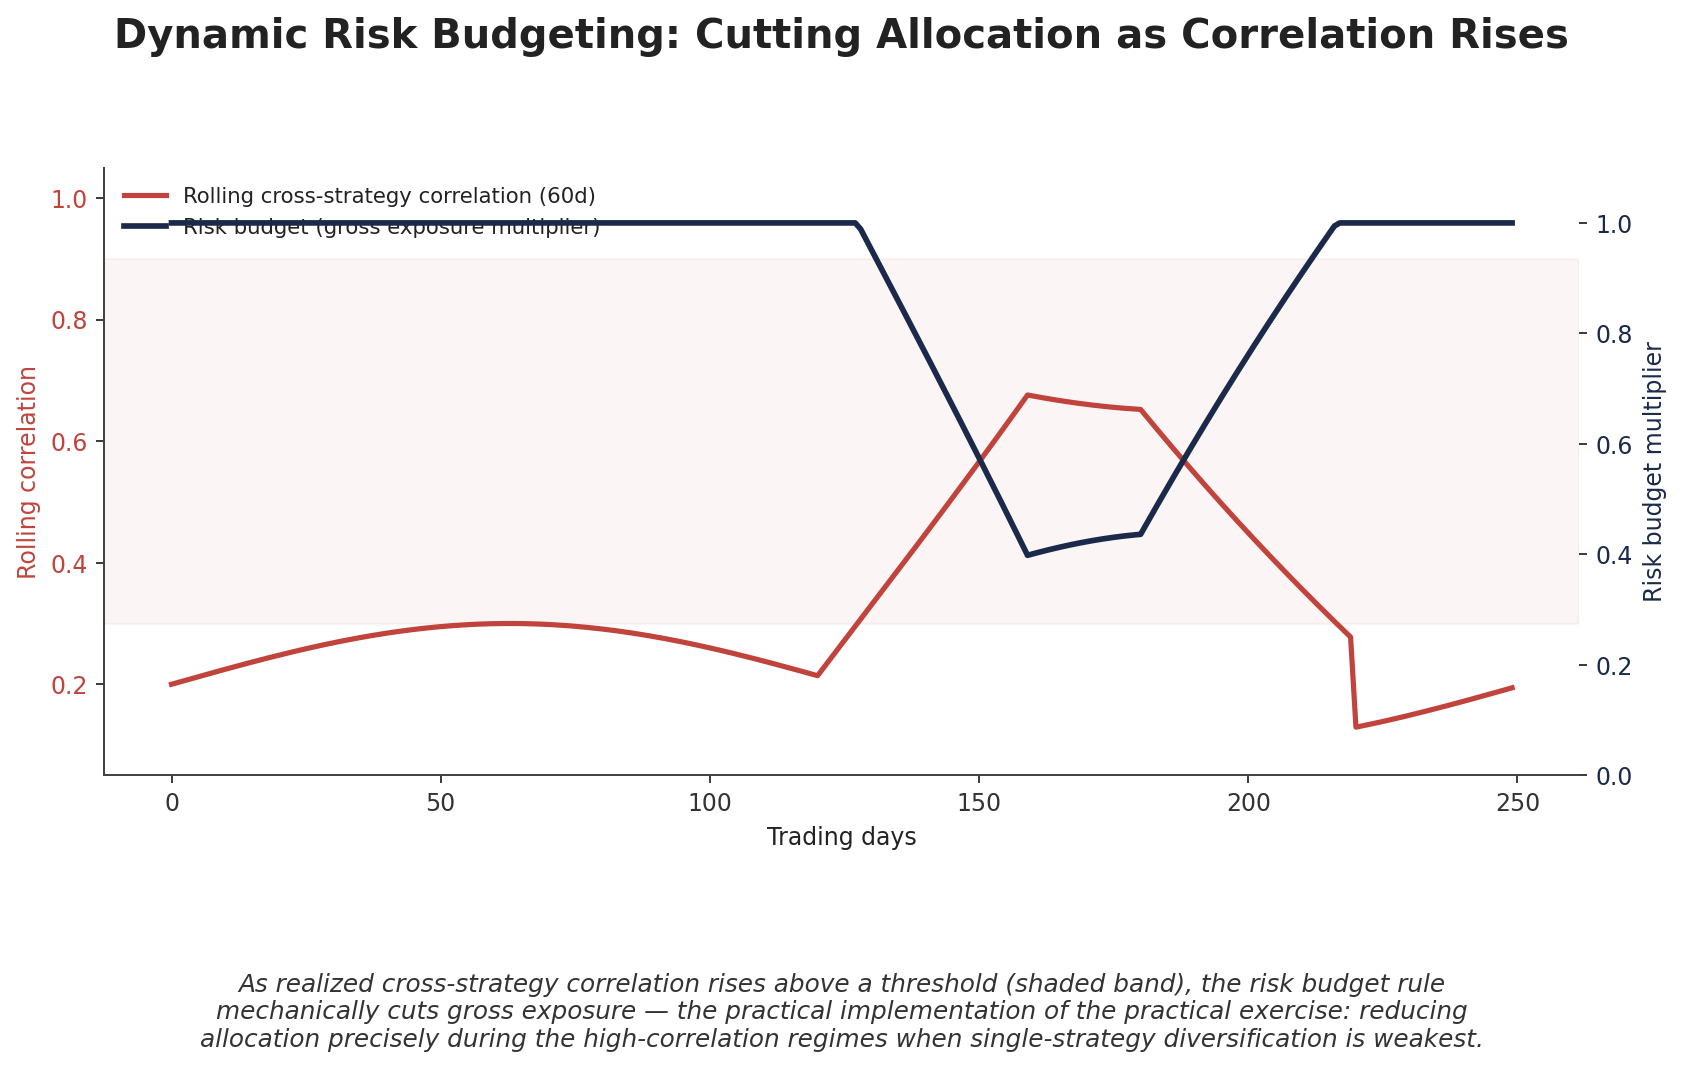 Dynamic Risk Budgeting: Cutting Allocation as Correlation Rises
Rolling cross-strategy correlation (60d)
Risk budget (gross exposure multiplier)
Rolling correlation
1.0
0.8
0.6
0.4
0.2
Risk budget multiplier
1.0
0.8
0.6
0.4
0.2
0.0
0 50 100 150 200 250
Trading days
As realized cross-strategy correlation rises above a threshold (shaded band), the risk budget rule
mechanically cuts gross exposure — the practical implementation of the practical exercise: reducing
allocation precisely during the high-correlation regimes when single-strategy diversification is weakest.